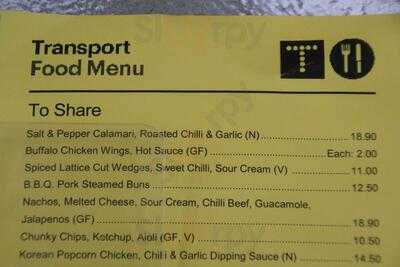 Transport
Food Menu
To Share
Salt & Pepper Calamari, Roasted Chilli & Garlic (N) 18.90
Buffalo Chicken Wings, Hot Sauce (GF) Each: 2.00
Spiced Lattice Cut Wedges, Sweet Chilli, Sour Cream (V) 11.00
B.B.Q. Pork Steamed Buns 12.50
Nachos, Melted Cheese, Sour Cream, Chilli Beef, Guacamole,
Jalapenos (GF) 18.90
Chunky Chips, Ketchup, Aioli (GF, V) 10.50
Korean Popcorn Chicken, Chilli & Garlic Dipping Sauce (N) 14.50